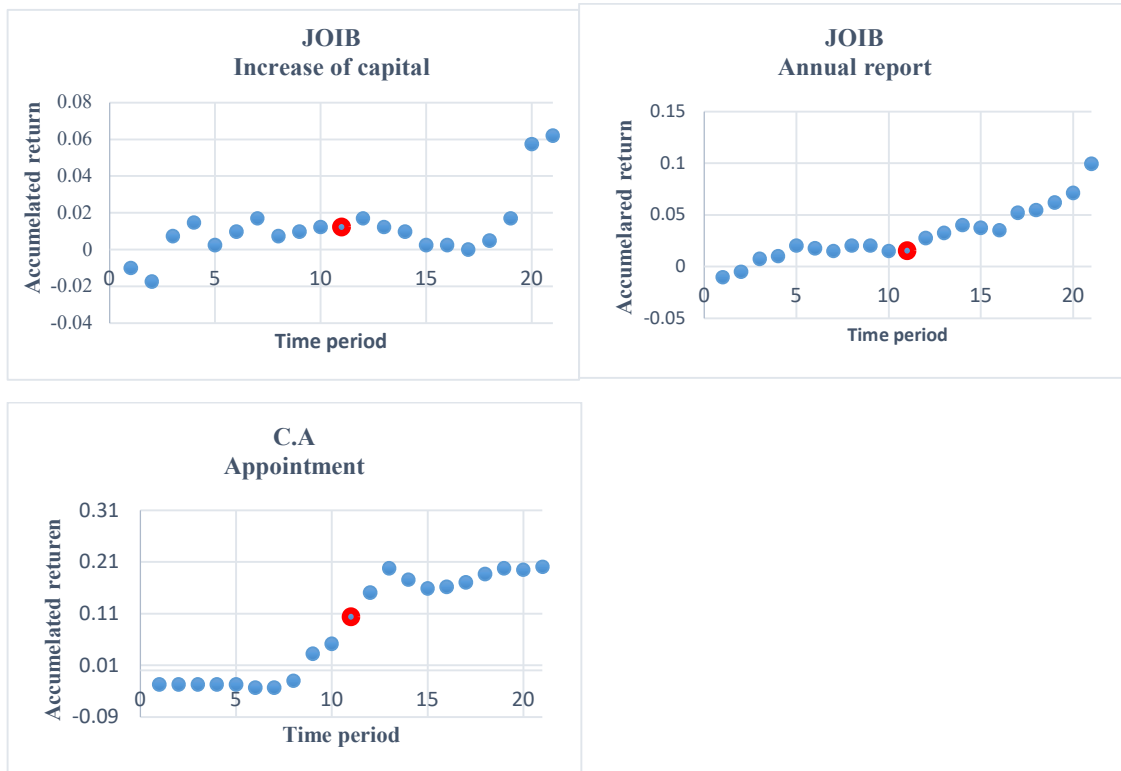 JOIB
Increase of capital
0.08
0.06
0.04
0.02
0
-0.02
-0.04
0 5 10 15 20
Accumelated return
Time period
JOIB
Annual report
0.15
0.1
0.05
0
-0.05
0 5 10 15 20
Accumelared return
Time period
C.A
Appointment
0.31
0.21
0.11
0.01
-0.09
0 5 10 15 20
Accumelated returen
Time period